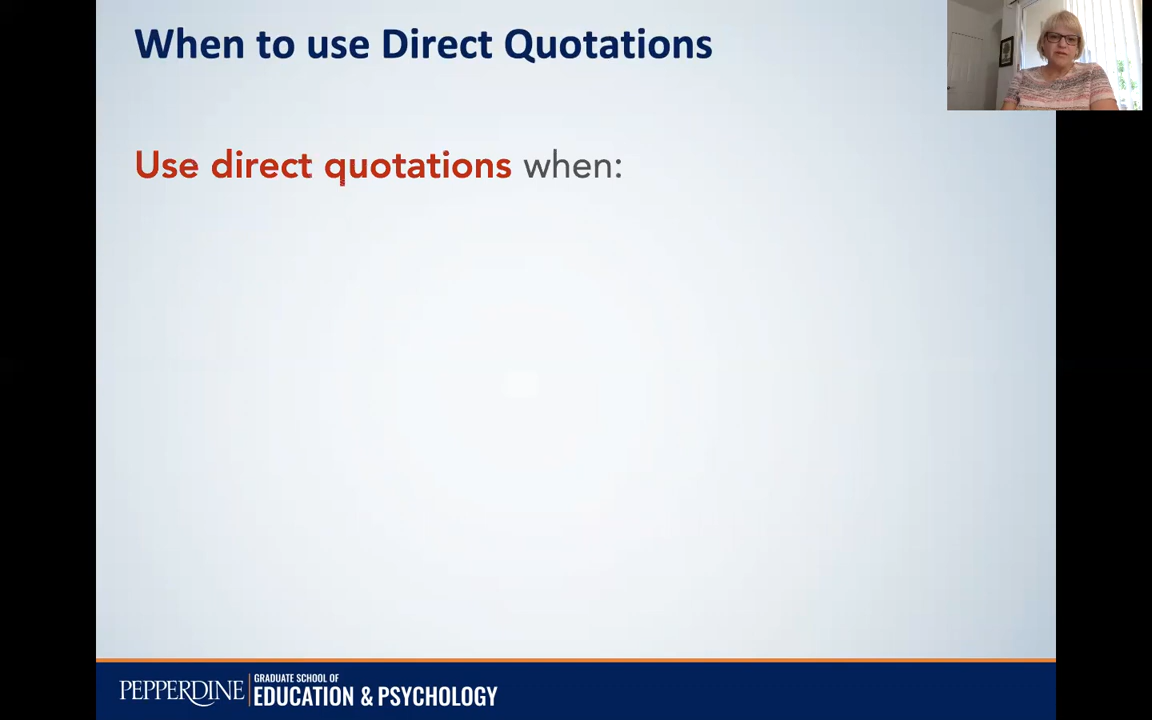 When to use Direct Quotations
Use direct quotations when:
PEPPERDINE
GRADUATE SCHOOL OF
EDUCATION & PSYCHOLOGY